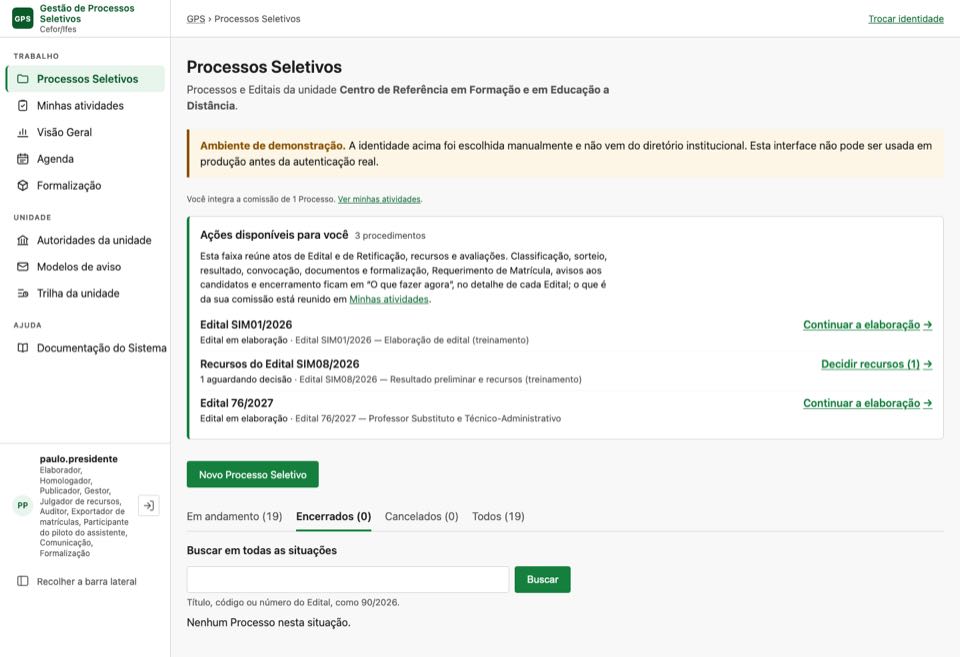 GPS
Gestão de Processos
Seletivos
Cefor/Ifes
GPS › Processos Seletivos
Trocar identidade
TRABALHO
Processos Seletivos
Minhas atividades
Visão Geral
Agenda
Formalização
UNIDADE
Autoridades da unidade
Modelos de aviso
Trilha da unidade
AJUDA
Documentação do Sistema
PP
paulo.presidente
Elaborador,
Homologador,
Publicador, Gestor,
Julgador de recursos,
Auditor, Exportador de
matrículas, Participante
do piloto do assistente,
Comunicação,
Formalização
Recolher a barra lateral
Processos Seletivos
Processos e Editais da unidade Centro de Referência em Formação e em Educação a
Distância.
Ambiente de demonstração. A identidade acima foi escolhida manualmente e não vem do diretório institucional. Esta interface não pode ser usada em
produção antes da autenticação real.
Você integra a comissão de 1 Processo. Ver minhas atividades.
Ações disponíveis para você 3 procedimentos
Esta faixa reúne atos de Edital e de Retificação, recursos e avaliações. Classificação, sorteio,
resultado, convocação, documentos e formalização, Requerimento de Matrícula, avisos aos
candidatos e encerramento ficam em “O que fazer agora”, no detalhe de cada Edital; o que é
da sua comissão está reunido em Minhas atividades.
Edital SIM01/2026
Continuar a elaboração →
Edital em elaboração · Edital SIM01/2026 — Elaboração de edital (treinamento)
Recursos do Edital SIM08/2026
Decidir recursos (1) →
1 aguardando decisão · Edital SIM08/2026 — Resultado preliminar e recursos (treinamento)
Edital 76/2027
Continuar a elaboração →
Edital em elaboração · Edital 76/2027 — Professor Substituto e Técnico-Administrativo
Novo Processo Seletivo
Em andamento (19) Encerrados (0) Cancelados (0) Todos (19)
Buscar em todas as situações
Buscar
Título, código ou número do Edital, como 90/2026.
Nenhum Processo nesta situação.